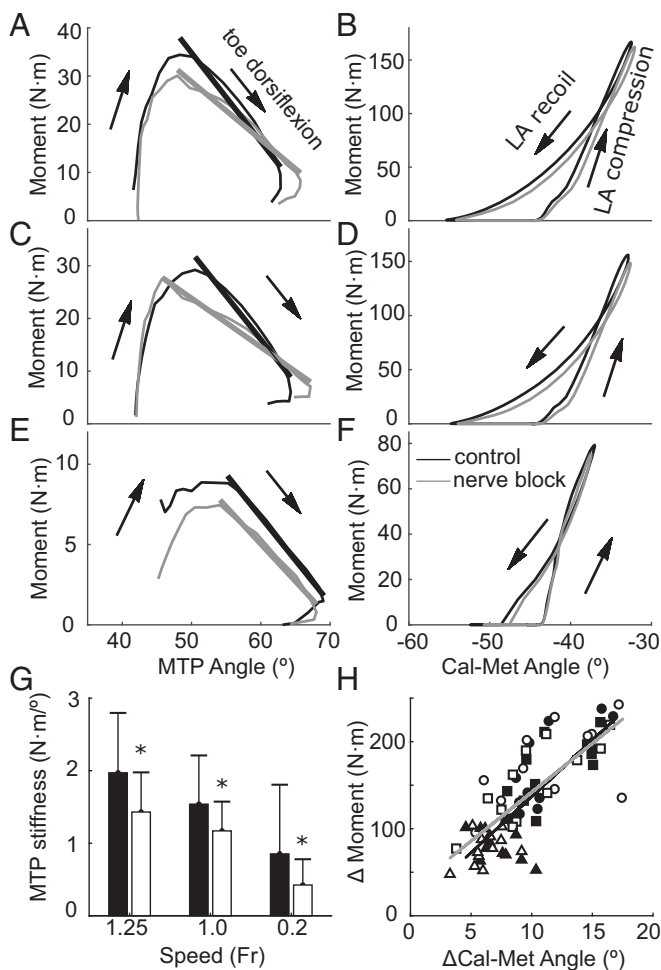 A
Moment (N·m)
40
30
20
10
0
toe dorsiflexion
B
Moment (N·m)
150
100
50
0
LA recoil
LA compression
C
Moment (N·m)
30
20
10
0
D
Moment (N·m)
150
100
50
0
E
Moment (N·m)
10
5
0
40 50 60 70
MTP Angle (º)
F
Moment (N·m)
80
60
40
20
0
control
nerve block
-60 -50 -40 -30
Cal-Met Angle (º)
G
MTP stiffness (N·m/º)
3
2
1
0
*
*
*
1.25 1.0 0.2
Speed (Fr)
H
Δ Moment (N·m)
200
100
0
0 5 10 15 20
ΔCal-Met Angle (º)